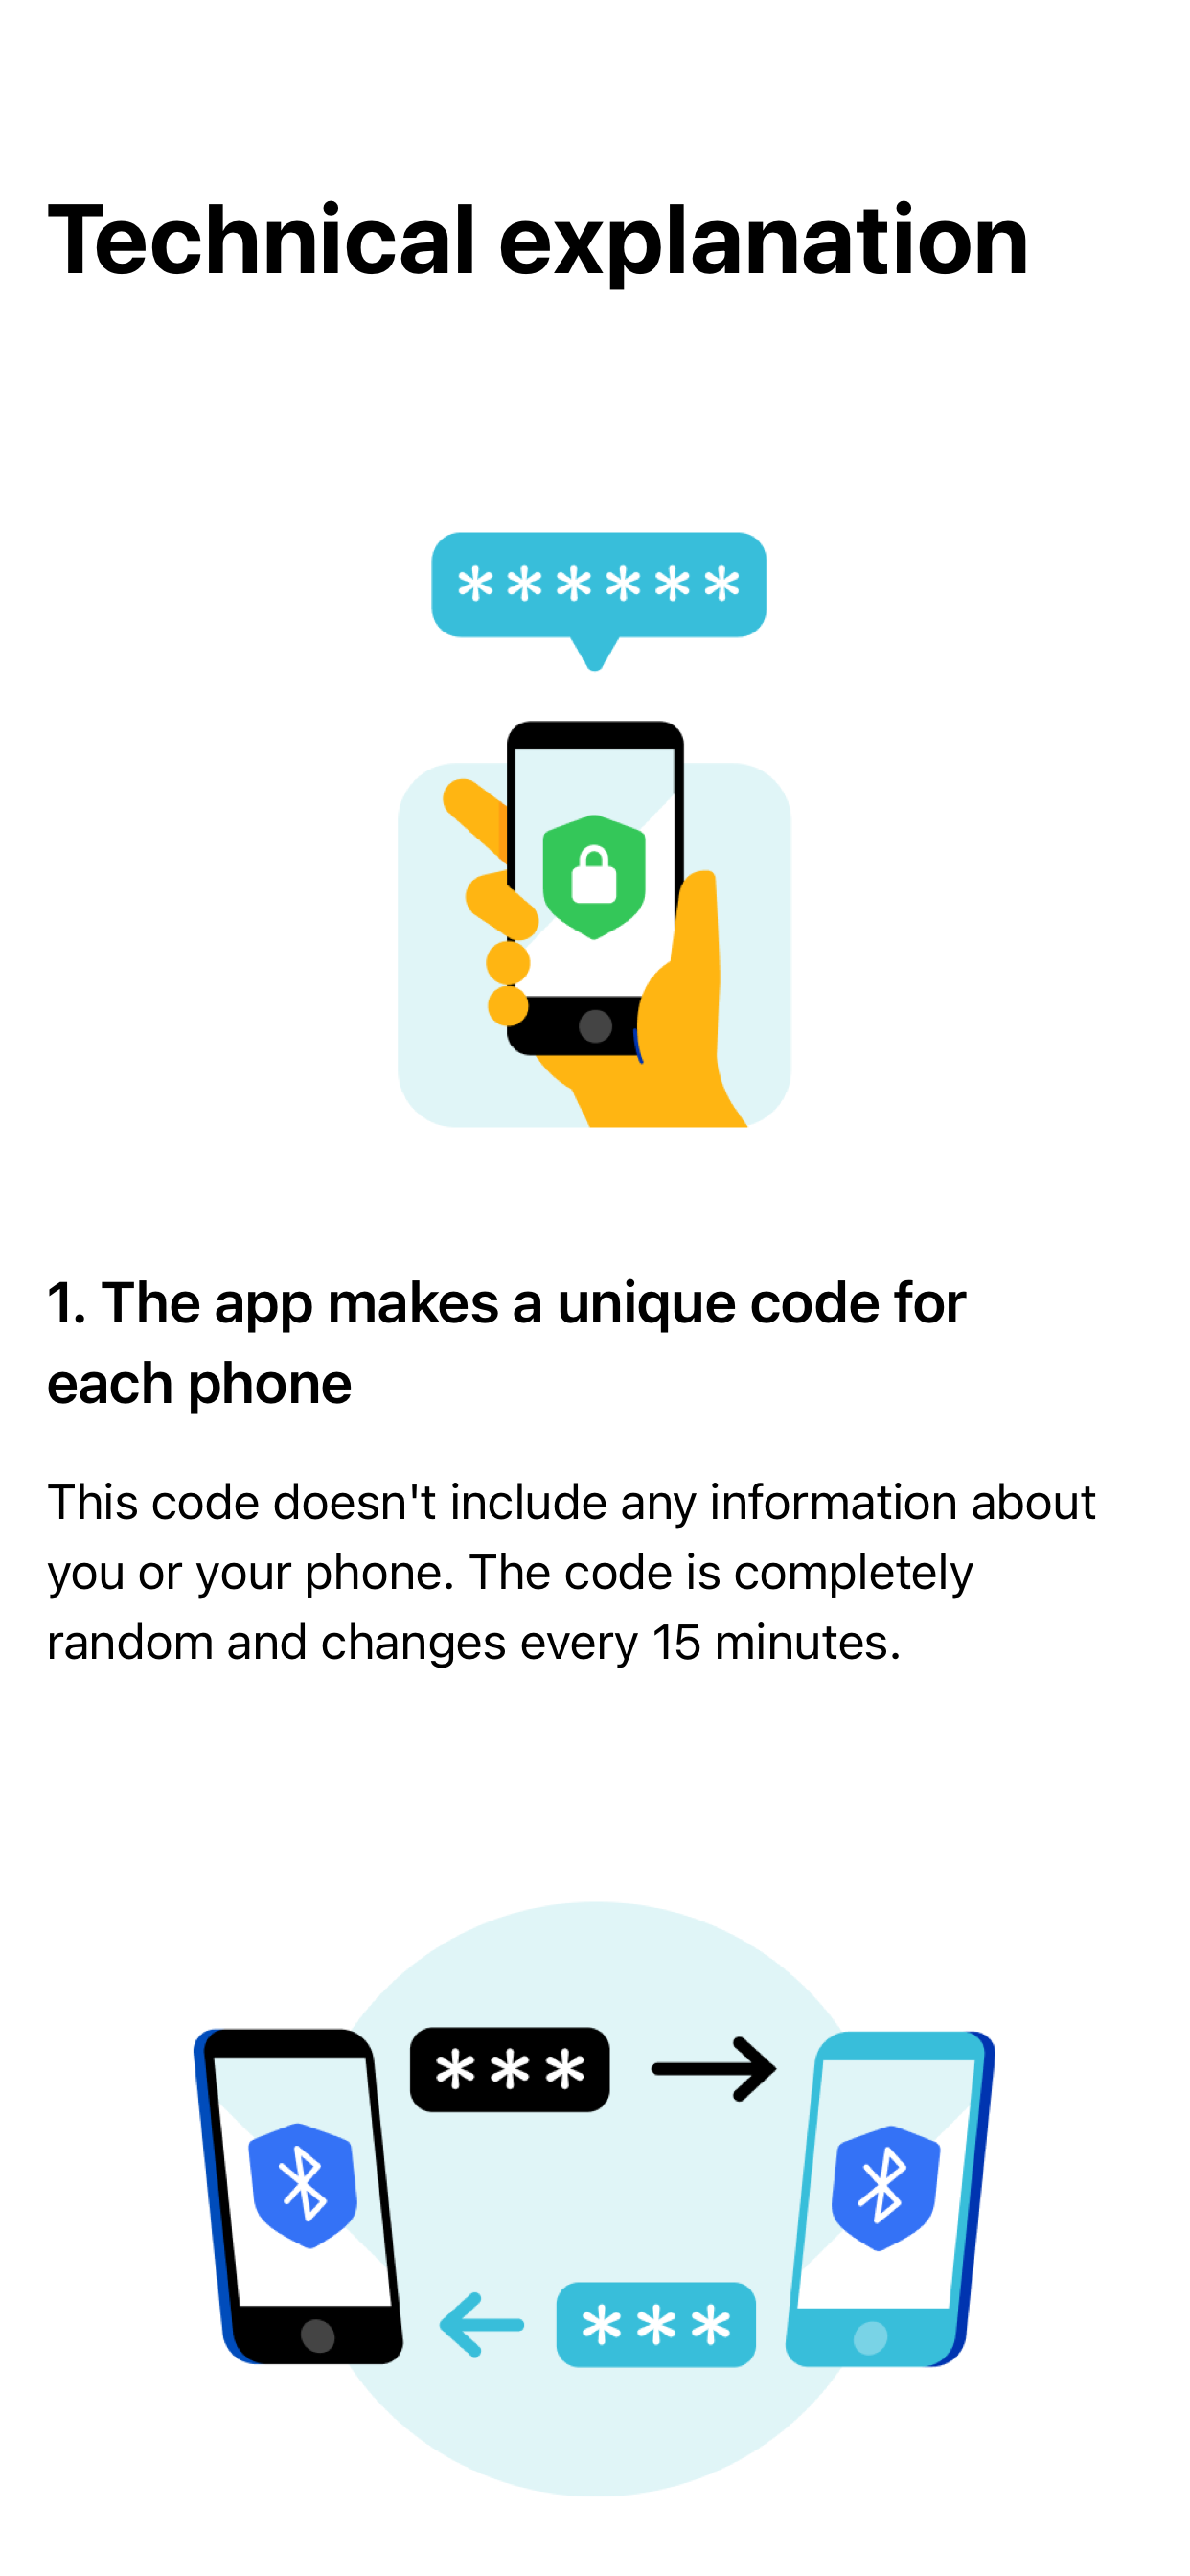 Technical explanation
******
1. The app makes a unique code for
each phone
This code doesn't include any information about
you or your phone. The code is completely
random and changes every 15 minutes.
***
***